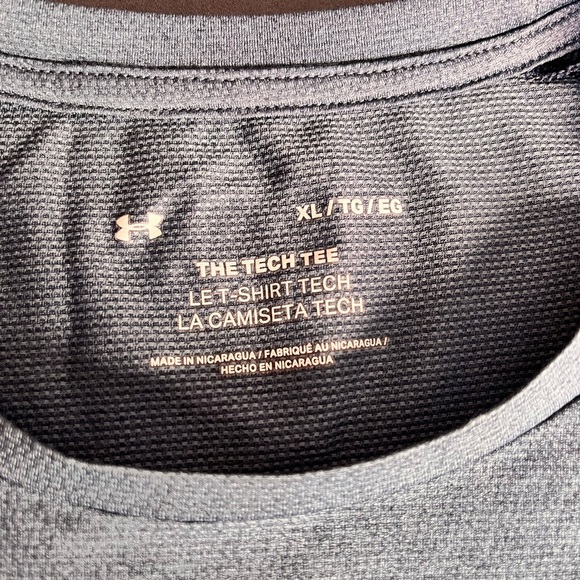 XL / TG / EG
THE TECH TEE
LE T-SHIRT TECH
LA CAMISETA TECH
MADE IN NICARAGUA / FABRIQUÉ AU NICARAGUA /
HECHO EN NICARAGUA